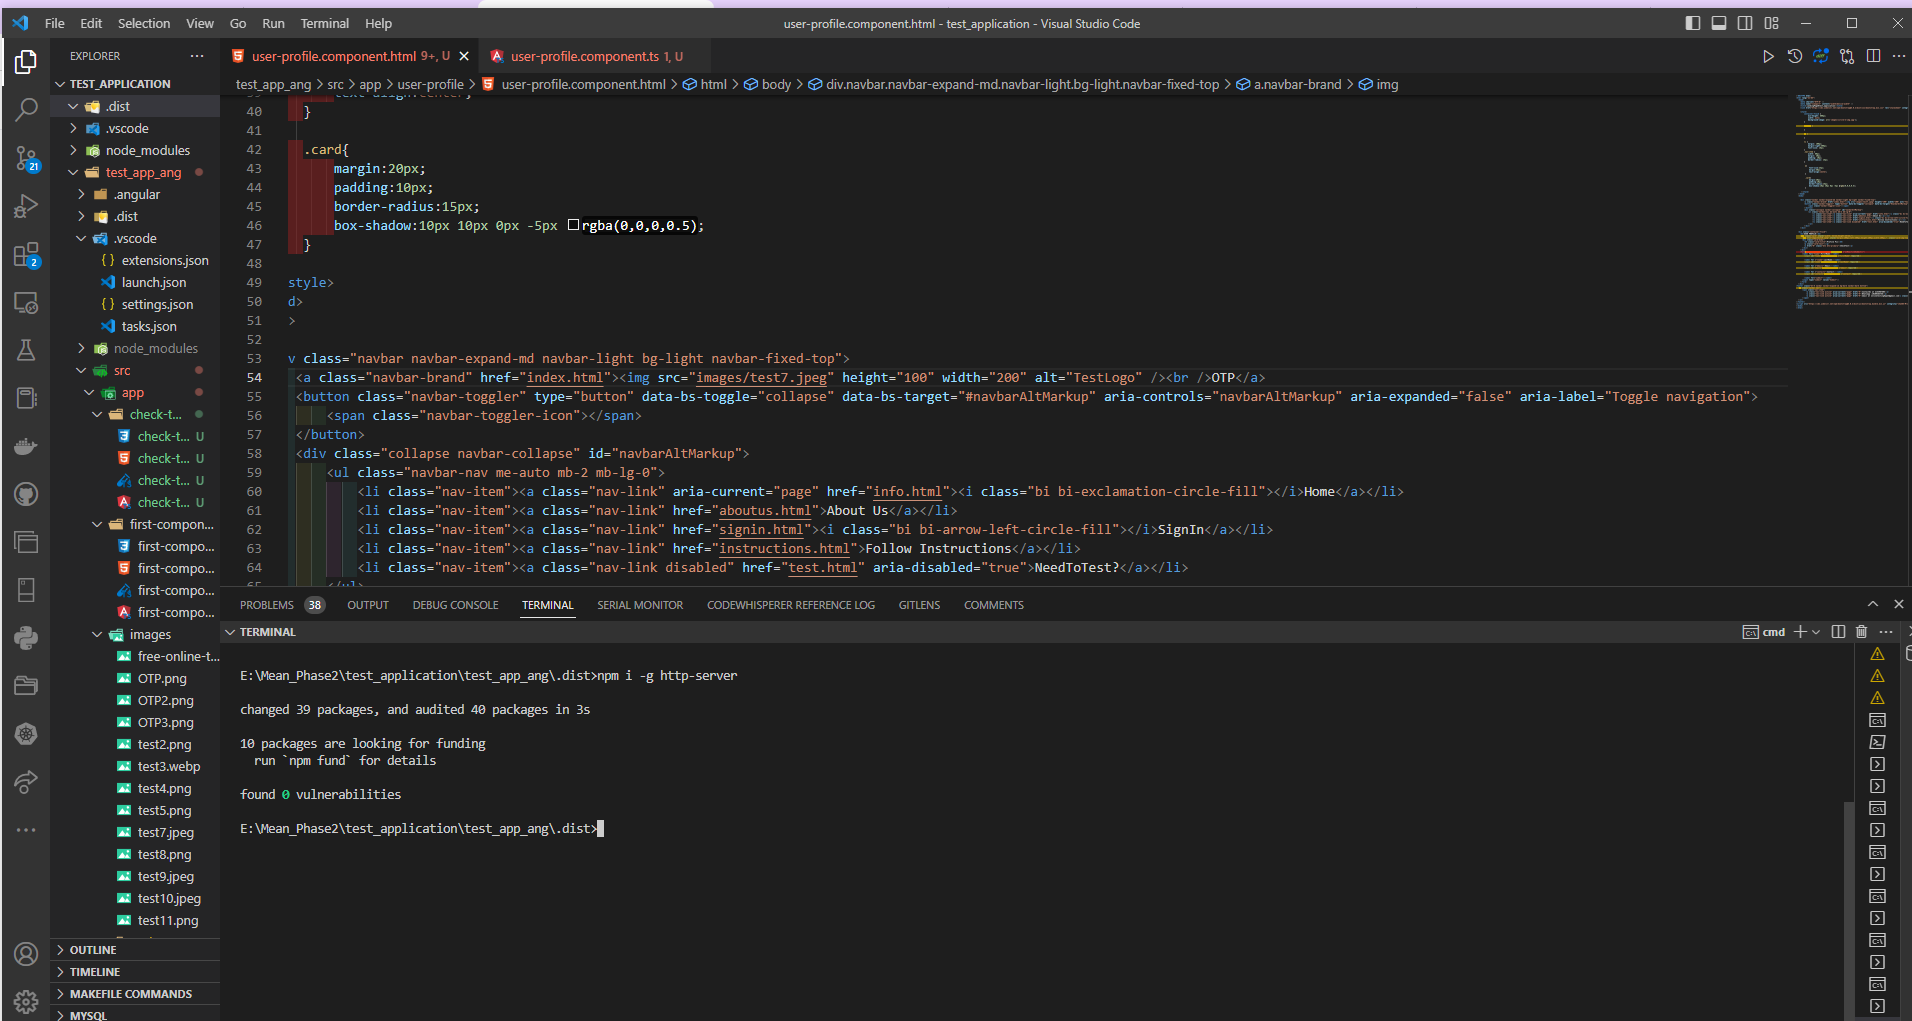 File Edit Selection View Go Run Terminal Help
user-profile.component.html - test_application - Visual Studio Code
EXPLORER
TEST_APPLICATION
.dist
.vscode
node_modules
test_app_ang
.angular
.dist
.vscode
{ } extensions.json
launch.json
{ } settings.json
tasks.json
node_modules
src
app
check-t...
check-t... U
check-t... U
check-t... U
check-t... U
first-compon...
first-compo...
first-compo...
first-compo...
first-compo...
images
free-online-t...
OTP.png
OTP2.png
OTP3.png
test2.png
test3.webp
test4.png
test5.png
test7.jpeg
test8.png
test9.jpeg
test10.jpeg
test11.png
OUTLINE
TIMELINE
MAKEFILE COMMANDS
MYSQL
21
2
user-profile.component.html 9+, U
user-profile.component.ts 1, U
test_app_ang > src > app > user-profile > user-profile.component.html > html > body > div.navbar.navbar-expand-md.navbar-light.bg-light.navbar-fixed-top > a.navbar-brand > img
40 }
41
42 .card{
43 margin:20px;
44 padding:10px;
45 border-radius:15px;
46 box-shadow:10px 10px 0px -5px rgba(0,0,0,0.5);
47 }
48
49 style>
50 d>
51 >
52
53 v class="navbar navbar-expand-md navbar-light bg-light navbar-fixed-top">
54 <a class="navbar-brand" href="index.html"><img src="images/test7.jpeg" height="100" width="200" alt="TestLogo" /><br />OTP</a>
55 <button class="navbar-toggler" type="button" data-bs-toggle="collapse" data-bs-target="#navbarAltMarkup" aria-controls="navbarAltMarkup" aria-expanded="false" aria-label="Toggle navigation">
56 <span class="navbar-toggler-icon"></span>
57 </button>
58 <div class="collapse navbar-collapse" id="navbarAltMarkup">
59 <ul class="navbar-nav me-auto mb-2 mb-lg-0">
60 <li class="nav-item"><a class="nav-link" aria-current="page" href="info.html"><i class="bi bi-exclamation-circle-fill"></i>Home</a></li>
61 <li class="nav-item"><a class="nav-link" href="aboutus.html">About Us</a></li>
62 <li class="nav-item"><a class="nav-link" href="signin.html"><i class="bi bi-arrow-left-circle-fill"></i>SignIn</a></li>
63 <li class="nav-item"><a class="nav-link" href="instructions.html">Follow Instructions</a></li>
64 <li class="nav-item"><a class="nav-link disabled" href="test.html" aria-disabled="true">NeedToTest?</a></li>
PROBLEMS 38 OUTPUT DEBUG CONSOLE TERMINAL SERIAL MONITOR CODEWHISPERER REFERENCE LOG GITLENS COMMENTS
TERMINAL
cmd
E:\Mean_Phase2\test_application\test_app_ang\.dist>npm i -g http-server
changed 39 packages, and audited 40 packages in 3s
10 packages are looking for funding
run `npm fund` for details
found 0 vulnerabilities
E:\Mean_Phase2\test_application\test_app_ang\.dist>